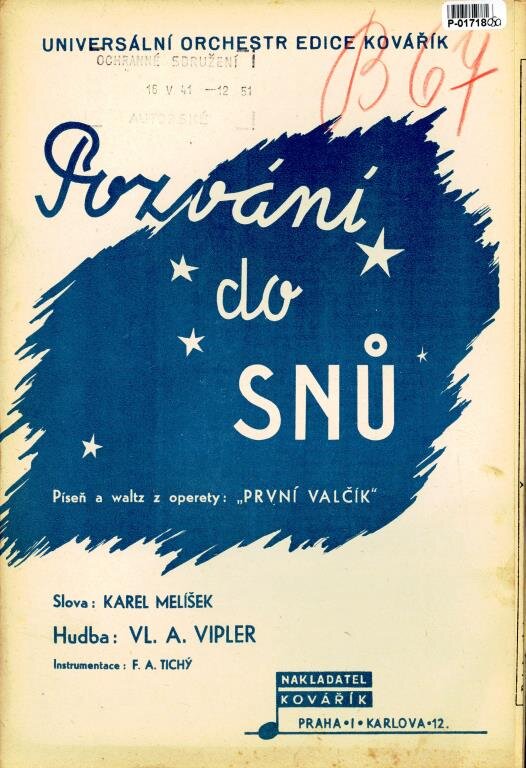 P-01718
UNIVERSÁLNÍ ORCHESTR EDICE KOVÁŘÍK
OCHRANNÉ SDRUŽENÍ
16 V 41 —12 51
AUTORSKÉ
B 67
Pozvání
do
SNŮ
Píseň a waltz z operety: „PRVNÍ VALČÍK“
Slova: KAREL MELÍŠEK
Hudba: VL. A. VIPLER
Instrumentace: F. A. TICHÝ
NAKLADATEL
KOVÁŘÍK
PRAHA•I•KARLOVA•12.